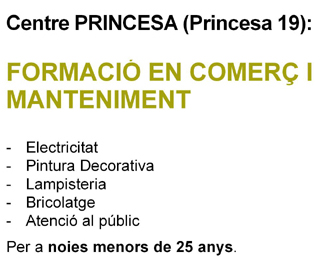 Centre PRINCESA (Princesa 19):
FORMACIÓ EN COMERÇ I
MANTENIMENT
- Electricitat
- Pintura Decorativa
- Lampisteria
- Bricolatge
- Atenció al públic
Per a noies menors de 25 anys.